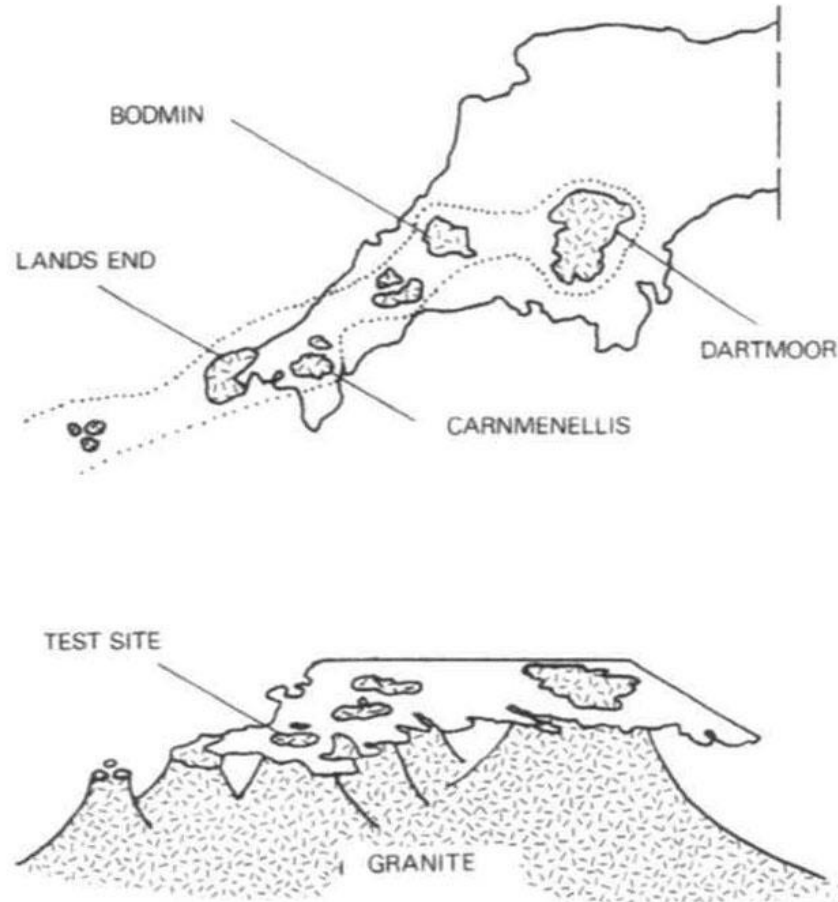 BODMIN
LANDS END
DARTMOOR
CARNMENELLIS
TEST SITE
GRANITE